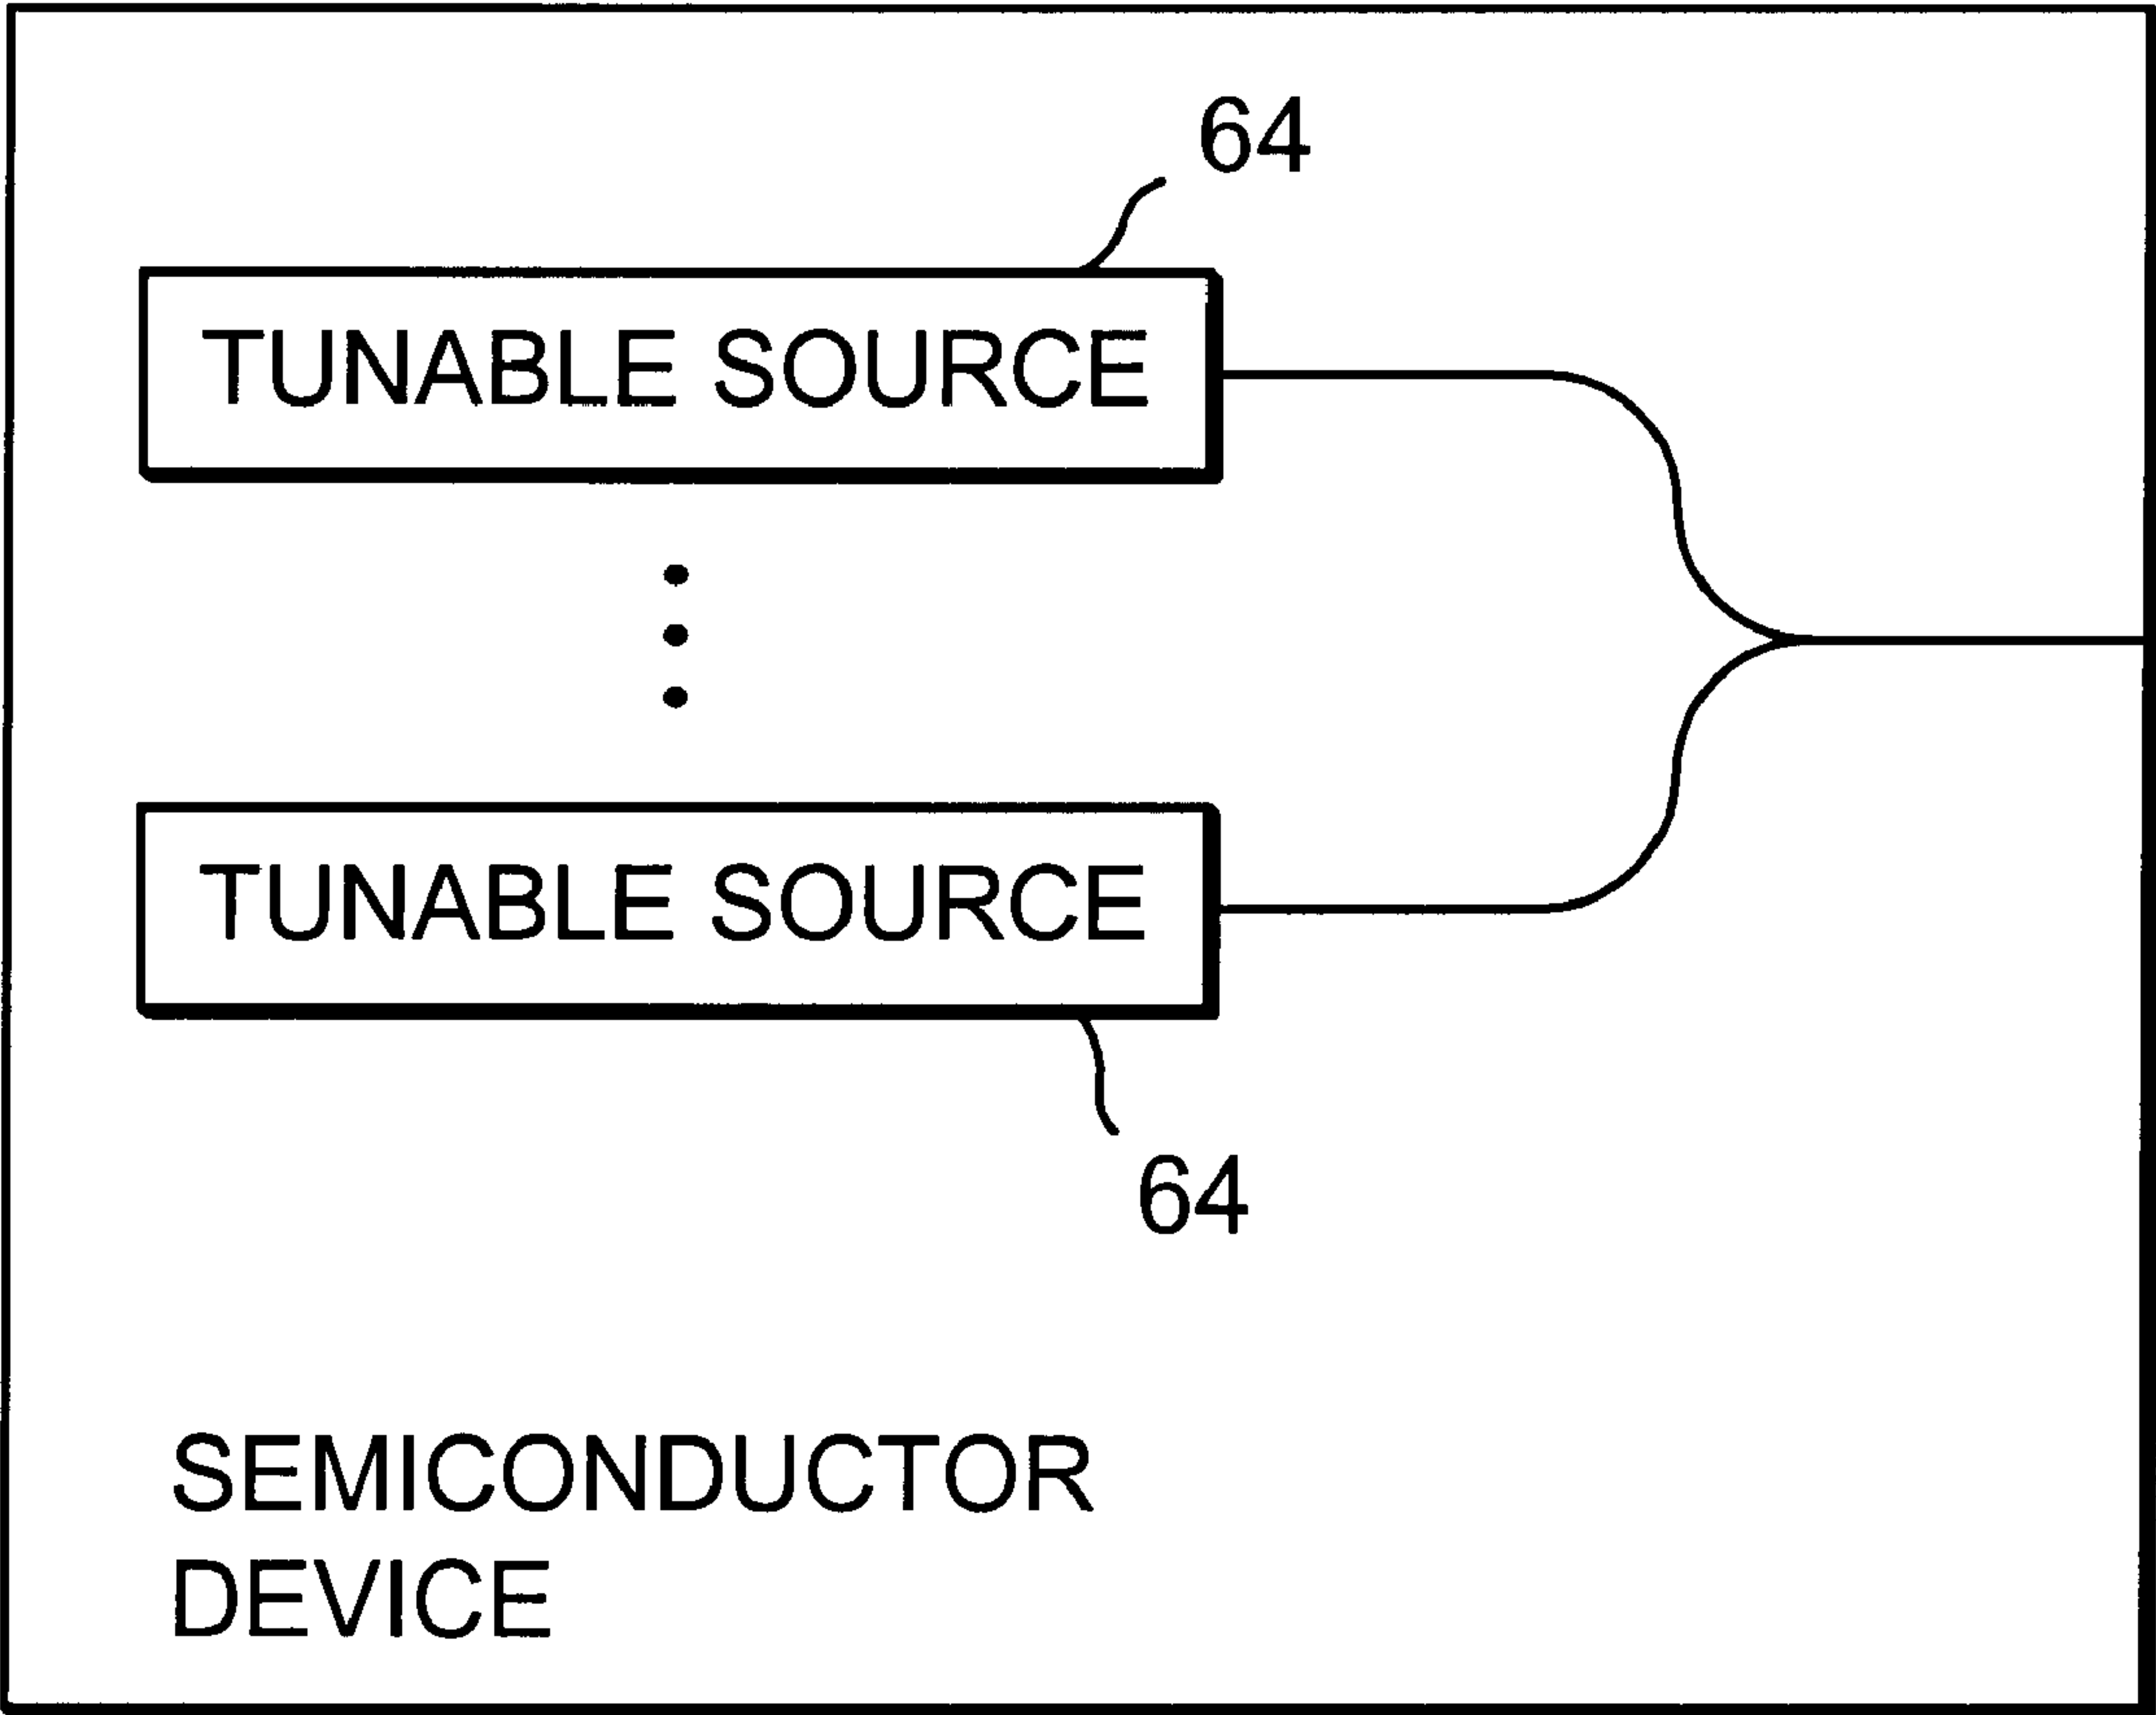 64
TUNABLE SOURCE
TUNABLE SOURCE
64
SEMICONDUCTOR
DEVICE